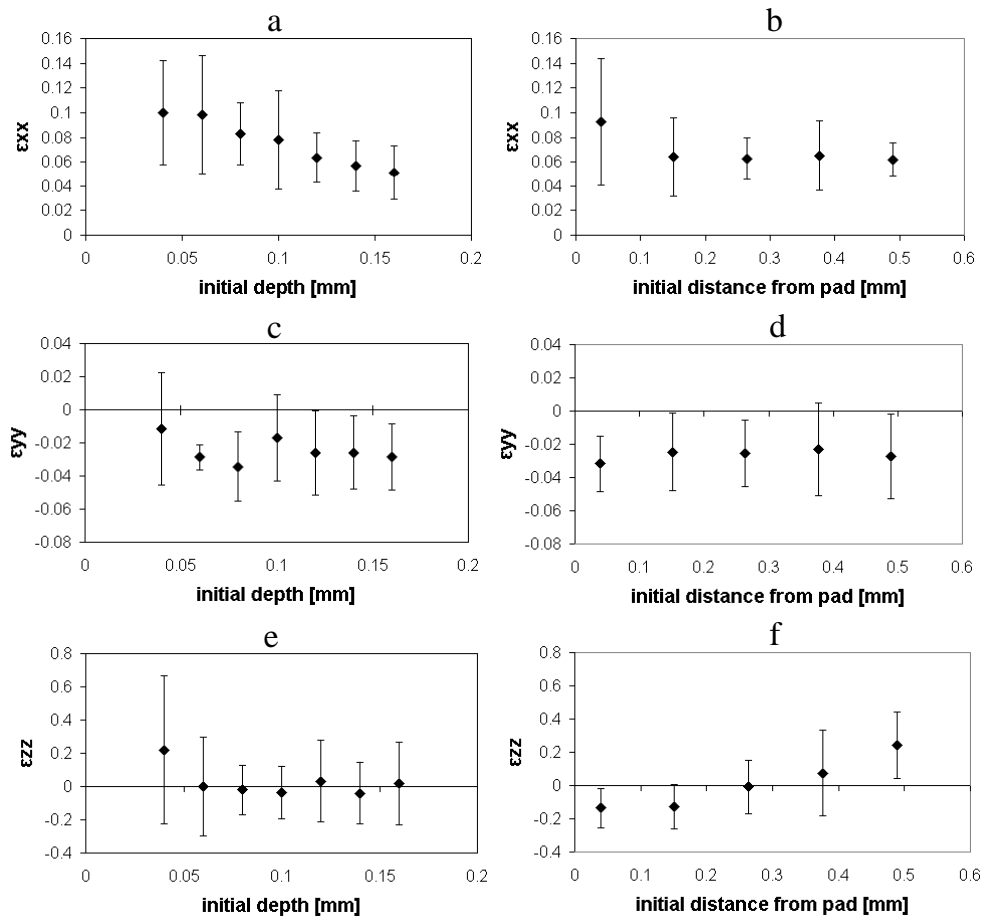 a
0.16
0.14
0.12
0.1
0.08
0.06
0.04
0.02
0
εxx
0 0.05 0.1 0.15 0.2
initial depth [mm]
b
0.16
0.14
0.12
0.1
0.08
0.06
0.04
0.02
0
εxx
0 0.1 0.2 0.3 0.4 0.5 0.6
initial distance from pad [mm]
c
0.04
0.02
0
-0.02
-0.04
-0.06
-0.08
εyy
0 0.05 0.1 0.15 0.2
initial depth [mm]
d
0.04
0.02
0
-0.02
-0.04
-0.06
-0.08
εyy
0 0.1 0.2 0.3 0.4 0.5 0.6
initial distance from pad [mm]
e
0.8
0.6
0.4
0.2
0
-0.2
-0.4
εzz
0 0.05 0.1 0.15 0.2
initial depth [mm]
f
0.8
0.6
0.4
0.2
0
-0.2
-0.4
εzz
0 0.1 0.2 0.3 0.4 0.5 0.6
initial distance from pad [mm]